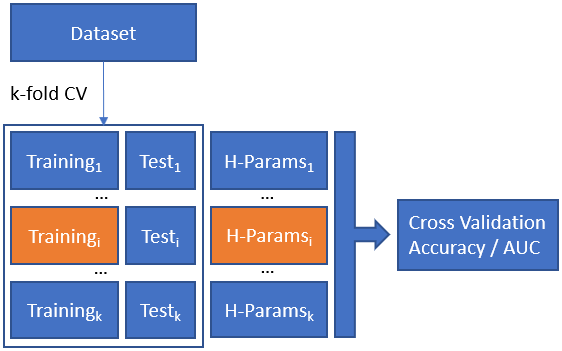 Dataset
k-fold CV
Training₁ Test₁ H-Params₁
... ...
Trainingᵢ Testᵢ H-Paramsᵢ
Cross Validation
Accuracy / AUC
... ...
Trainingₖ Testₖ H-Paramsₖ